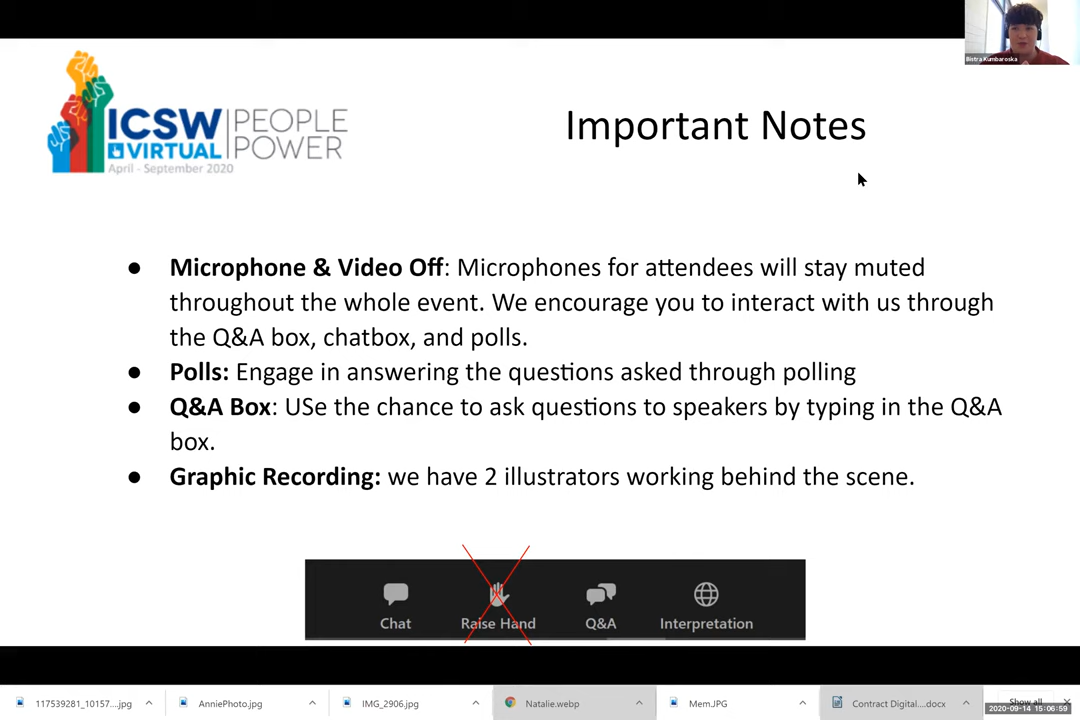 Bistra Kumbaroska
ICSW
VIRTUAL
PEOPLE
POWER
April - September 2020
Important Notes
● Microphone & Video Off: Microphones for attendees will stay muted
throughout the whole event. We encourage you to interact with us through
the Q&A box, chatbox, and polls.
● Polls: Engage in answering the questions asked through polling
● Q&A Box: USe the chance to ask questions to speakers by typing in the Q&A
box.
● Graphic Recording: we have 2 illustrators working behind the scene.
Chat
Raise Hand
Q&A
Interpretation
117539281_10157....jpg
AnniePhoto.jpg
IMG_2906.jpg
Natalie.webp
Mem.JPG
Contract Digital....docx
Show all
2020-09-14 15:06:59